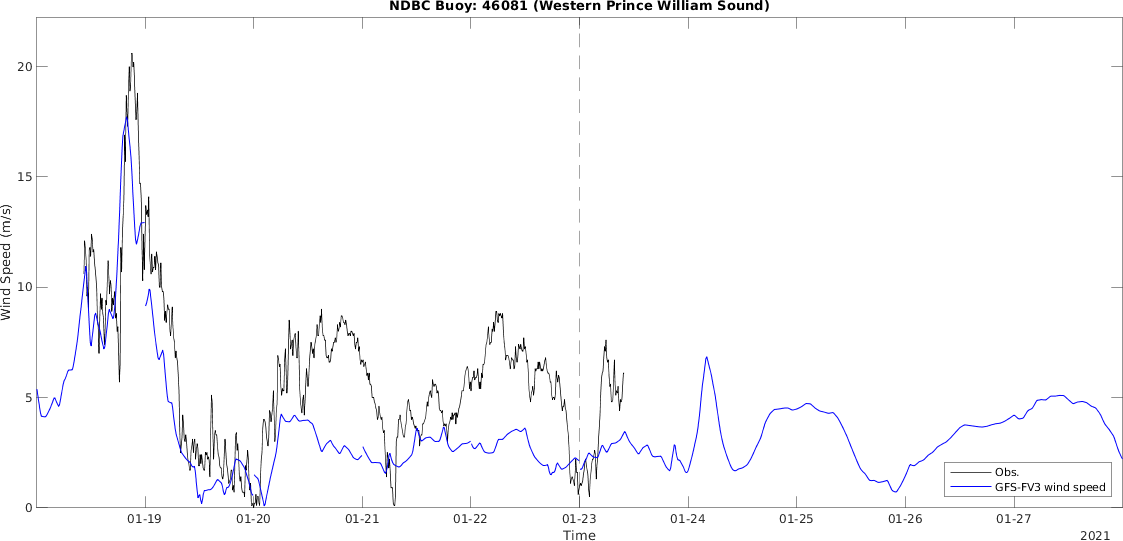 NDBC Buoy: 46081 (Western Prince William Sound)
Wind Speed (m/s)
20
15
10
5
0
Obs.
GFS-FV3 wind speed
01-19 01-20 01-21 01-22 01-23 01-24 01-25 01-26 01-27
Time
2021